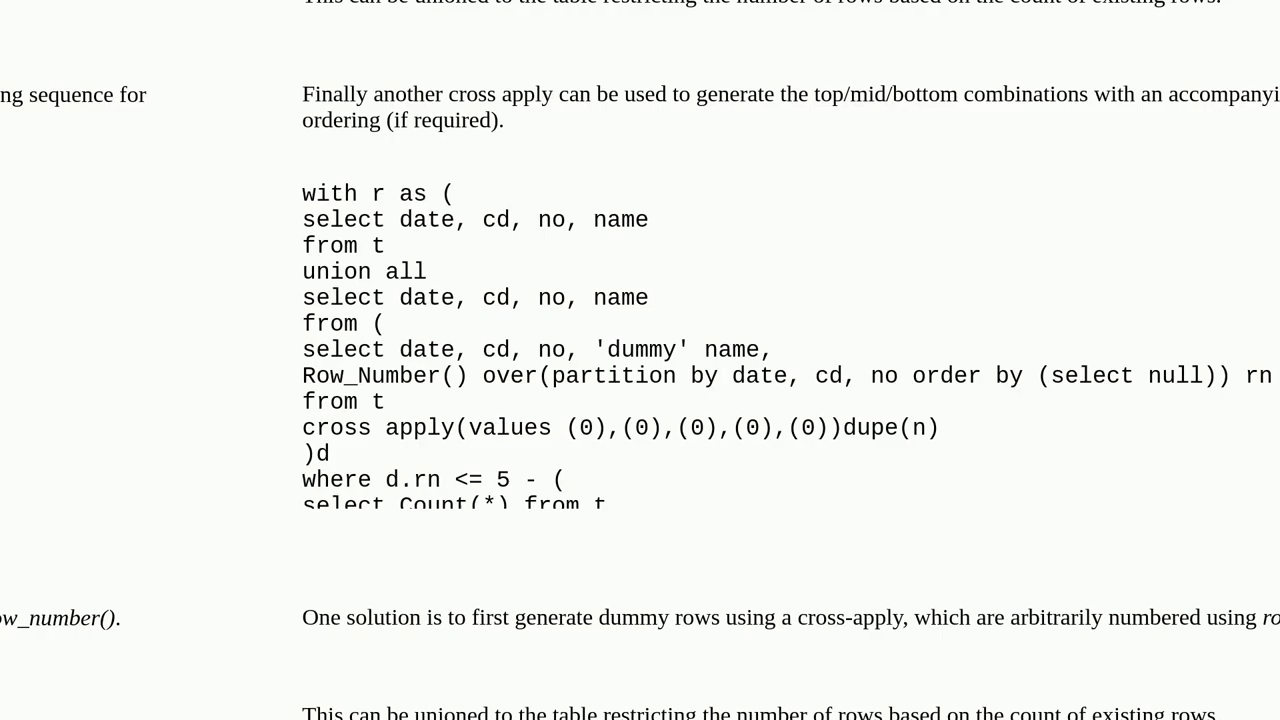 This can be unioned to the table restricting the number of rows based on the count of existing rows.
ng sequence for
Finally another cross apply can be used to generate the top/mid/bottom combinations with an accompanyi
ordering (if required).
with r as (
select date, cd, no, name
from t
union all
select date, cd, no, name
from (
select date, cd, no, 'dummy' name,
Row_Number() over(partition by date, cd, no order by (select null)) rn
from t
cross apply(values (0),(0),(0),(0),(0))dupe(n)
)d
where d.rn <= 5 - (
select Count(*) from t
ow_number().
One solution is to first generate dummy rows using a cross-apply, which are arbitrarily numbered using ro
This can be unioned to the table restricting the number of rows based on the count of existing rows